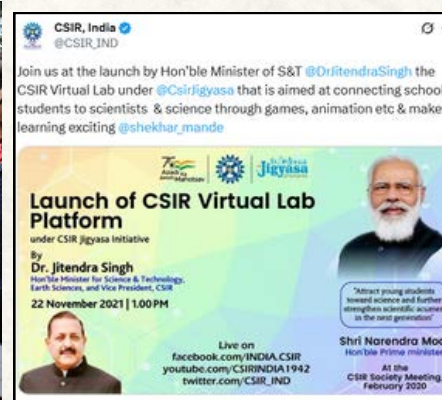 CSIR, India
@CSIR_IND
Join us at the launch by Hon'ble Minister of S&T @DrJitendraSingh the
CSIR Virtual Lab under @CsirJigyasa that is aimed at connecting school
students to scientists & science through games, animation etc & make
learning exciting @shekhar_mande
Azadi Ka
Amrit Mahotsav
Jigyasa
Launch of CSIR Virtual Lab
Platform
under CSIR Jigyasa Initiative
By
Dr. Jitendra Singh
Hon'ble Minister for Science & Technology,
Earth Sciences, and Vice President, CSIR
22 November 2021 | 1.00PM
Live on
facebook.com/INDIA.CSIR
youtube.com/CSIRINDIA1942
twitter.com/CSIR_IND
"Attract young students
toward science and further
strengthen scientific acumen
in the next generation"
Shri Narendra Mod
Hon'ble Prime minister
At the
CSIR Society Meeting,
February 2020